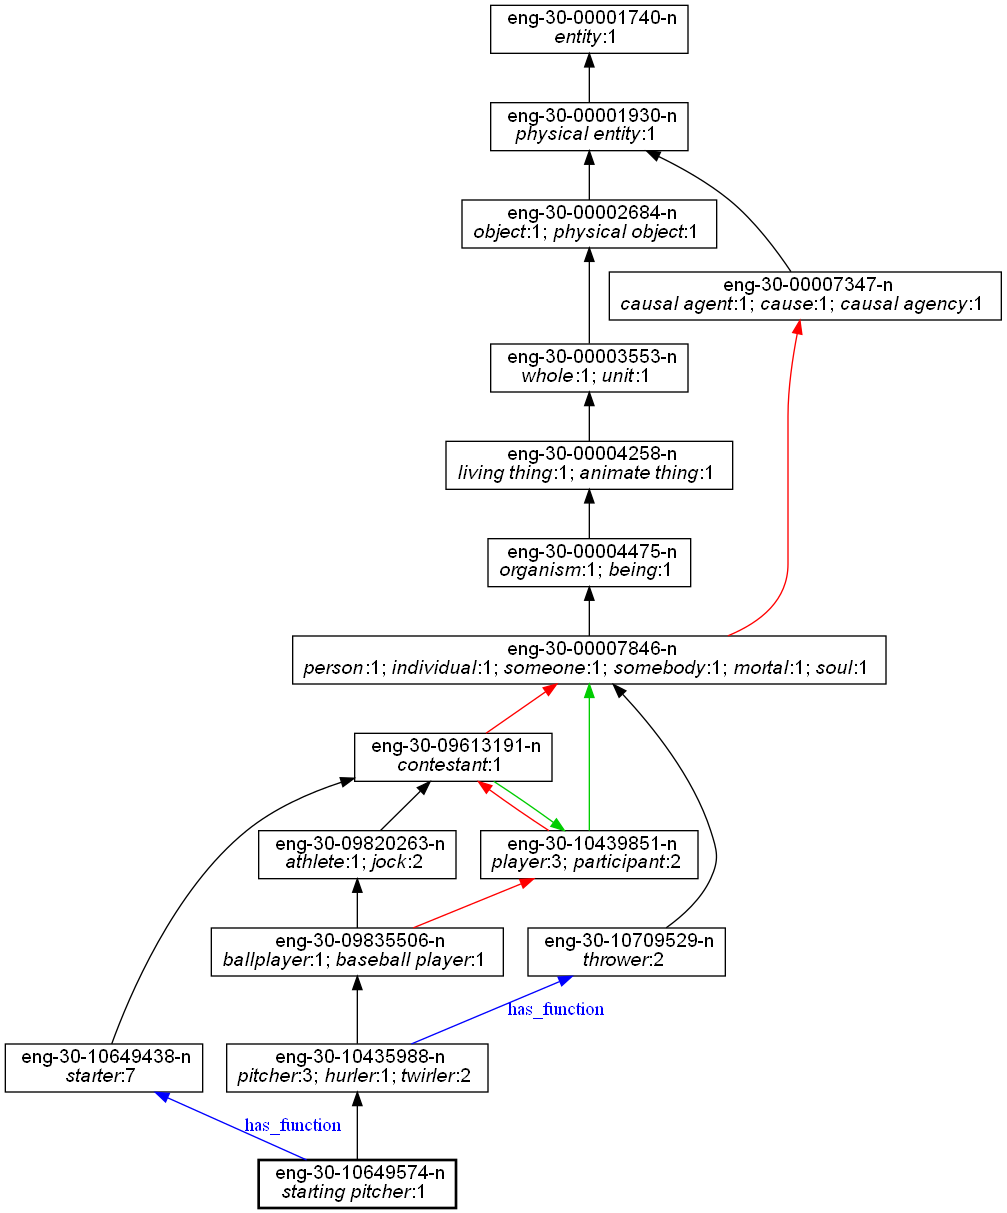 eng-30-00001740-n
entity:1
eng-30-00001930-n
physical entity:1
eng-30-00002684-n
object:1; physical object:1
eng-30-00007347-n
causal agent:1; cause:1; causal agency:1
eng-30-00003553-n
whole:1; unit:1
eng-30-00004258-n
living thing:1; animate thing:1
eng-30-00004475-n
organism:1; being:1
eng-30-00007846-n
person:1; individual:1; someone:1; somebody:1; mortal:1; soul:1
eng-30-09613191-n
contestant:1
eng-30-09820263-n
athlete:1; jock:2
eng-30-10439851-n
player:3; participant:2
eng-30-09835506-n
ballplayer:1; baseball player:1
eng-30-10709529-n
thrower:2
has_function
eng-30-10649438-n
starter:7
eng-30-10435988-n
pitcher:3; hurler:1; twirler:2
has_function
eng-30-10649574-n
starting pitcher:1